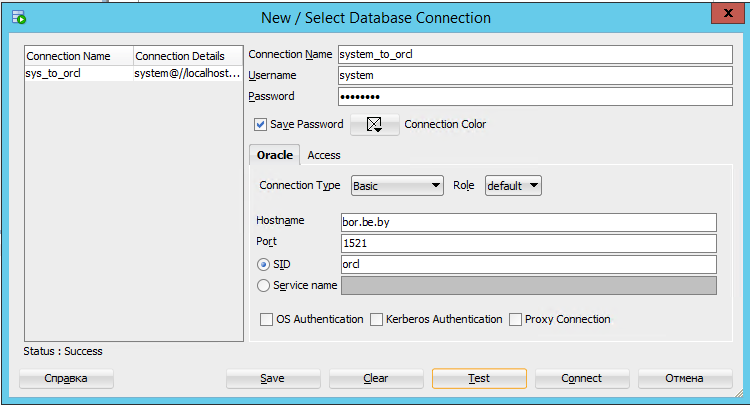 New / Select Database Connection
X
Connection Name Connection Details
sys_to_orcl system@//localhost...
Connection Name system_to_orcl
Username system
Password ••••••••
Save Password Connection Color
Oracle Access
Connection Type Basic Role default
Hostname bor.be.by
Port 1521
SID orcl
Service name
OS Authentication Kerberos Authentication Proxy Connection
Status : Success
Справка Save Clear Test Connect Отмена